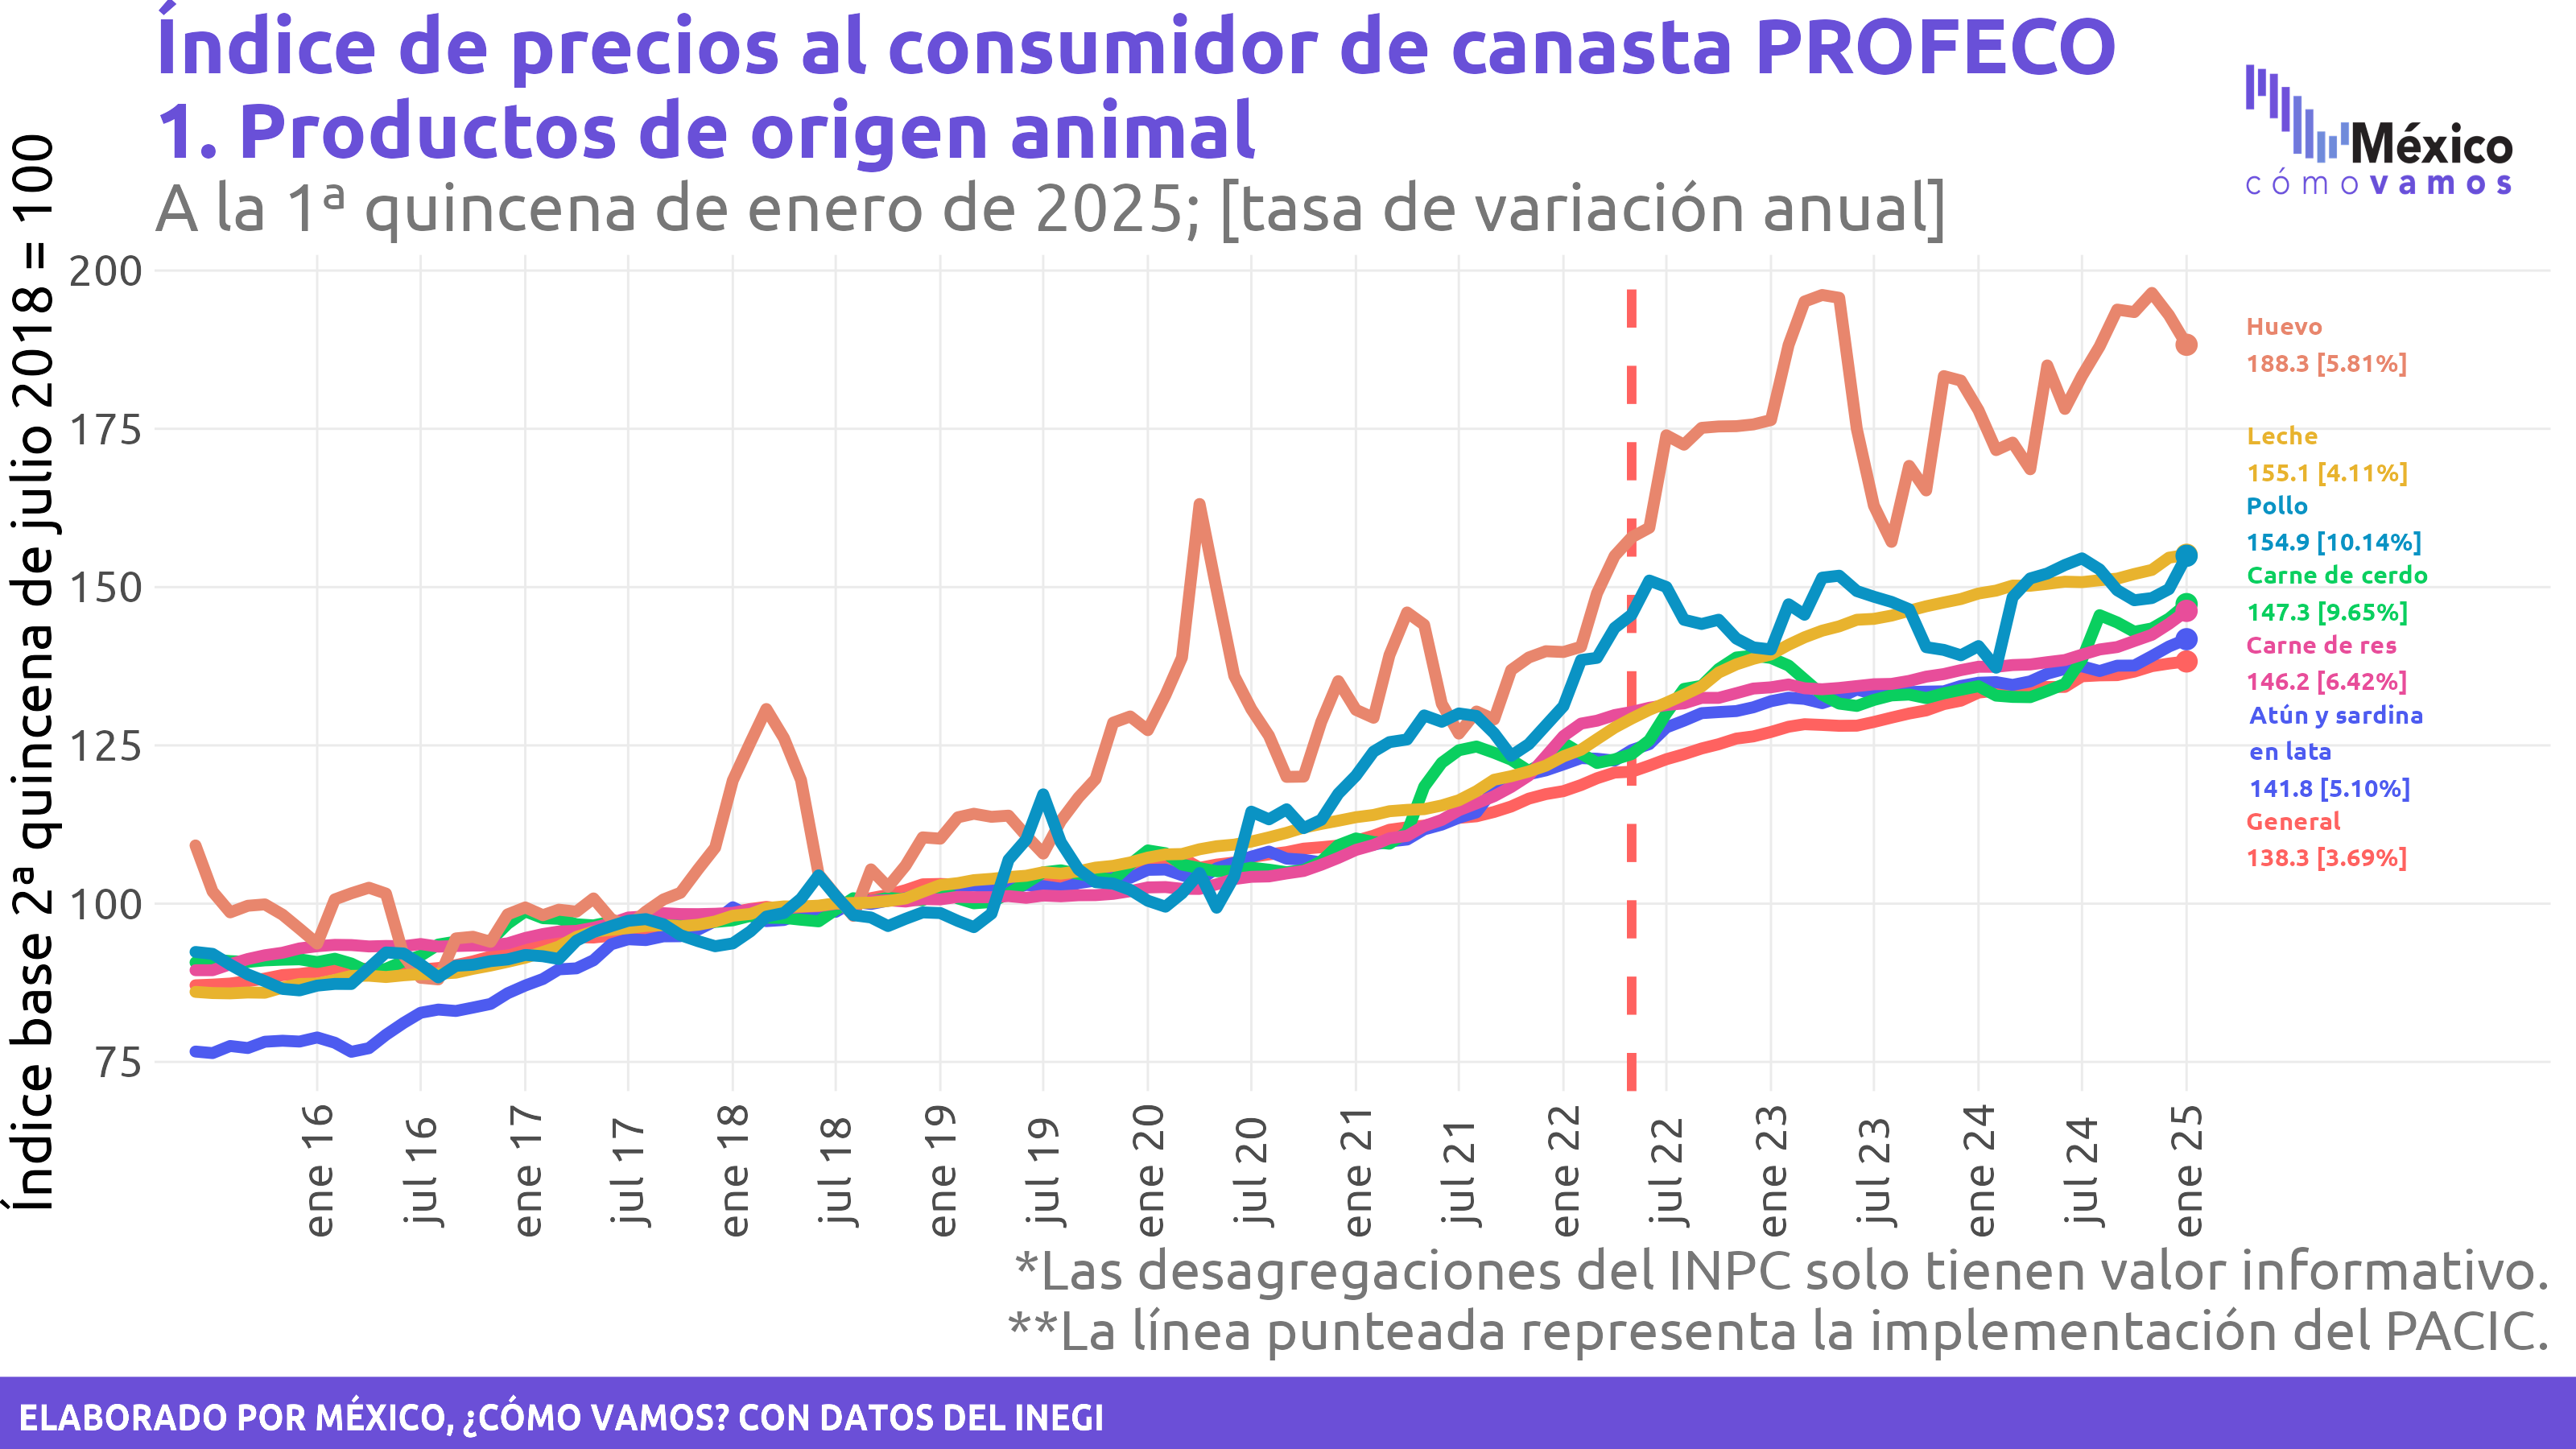 Índice de precios al consumidor de canasta PROFECO
1. Productos de origen animal
A la 1ª quincena de enero de 2025; [tasa de variación anual]
México
cómovamos
Índice base 2ª quincena de julio 2018 = 100
200
175
150
125
100
75
Huevo
188.3 [5.81%]
Leche
155.1 [4.11%]
Pollo
154.9 [10.14%]
Carne de cerdo
147.3 [9.65%]
Carne de res
146.2 [6.42%]
Atún y sardina
en lata
141.8 [5.10%]
General
138.3 [3.69%]
ene 16
jul 16
ene 17
jul 17
ene 18
jul 18
ene 19
jul 19
ene 20
jul 20
ene 21
jul 21
ene 22
jul 22
ene 23
jul 23
ene 24
jul 24
ene 25
*Las desagregaciones del INPC solo tienen valor informativo.
**La línea punteada representa la implementación del PACIC.
ELABORADO POR MÉXICO, ¿CÓMO VAMOS? CON DATOS DEL INEGI